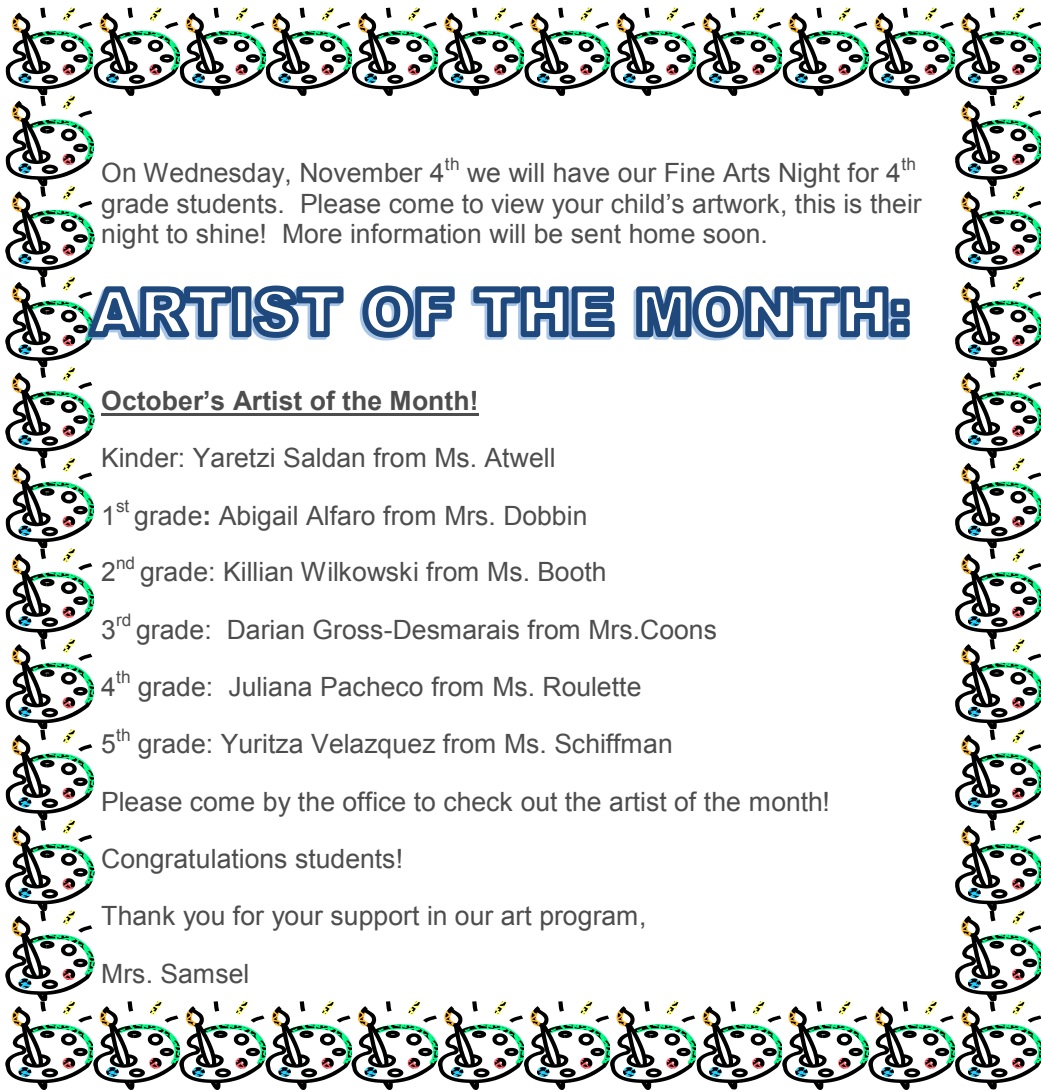 On Wednesday, November 4th we will have our Fine Arts Night for 4th
grade students.  Please come to view your child's artwork, this is their
night to shine!  More information will be sent home soon.
ARTIST OF THE MONTH:
October's Artist of the Month!
Kinder: Yaretzi Saldan from Ms. Atwell
1st grade: Abigail Alfaro from Mrs. Dobbin
2nd grade: Killian Wilkowski from Ms. Booth
3rd grade:  Darian Gross-Desmarais from Mrs.Coons
4th grade:  Juliana Pacheco from Ms. Roulette
5th grade: Yuritza Velazquez from Ms. Schiffman
Please come by the office to check out the artist of the month!
Congratulations students!
Thank you for your support in our art program,
Mrs. Samsel